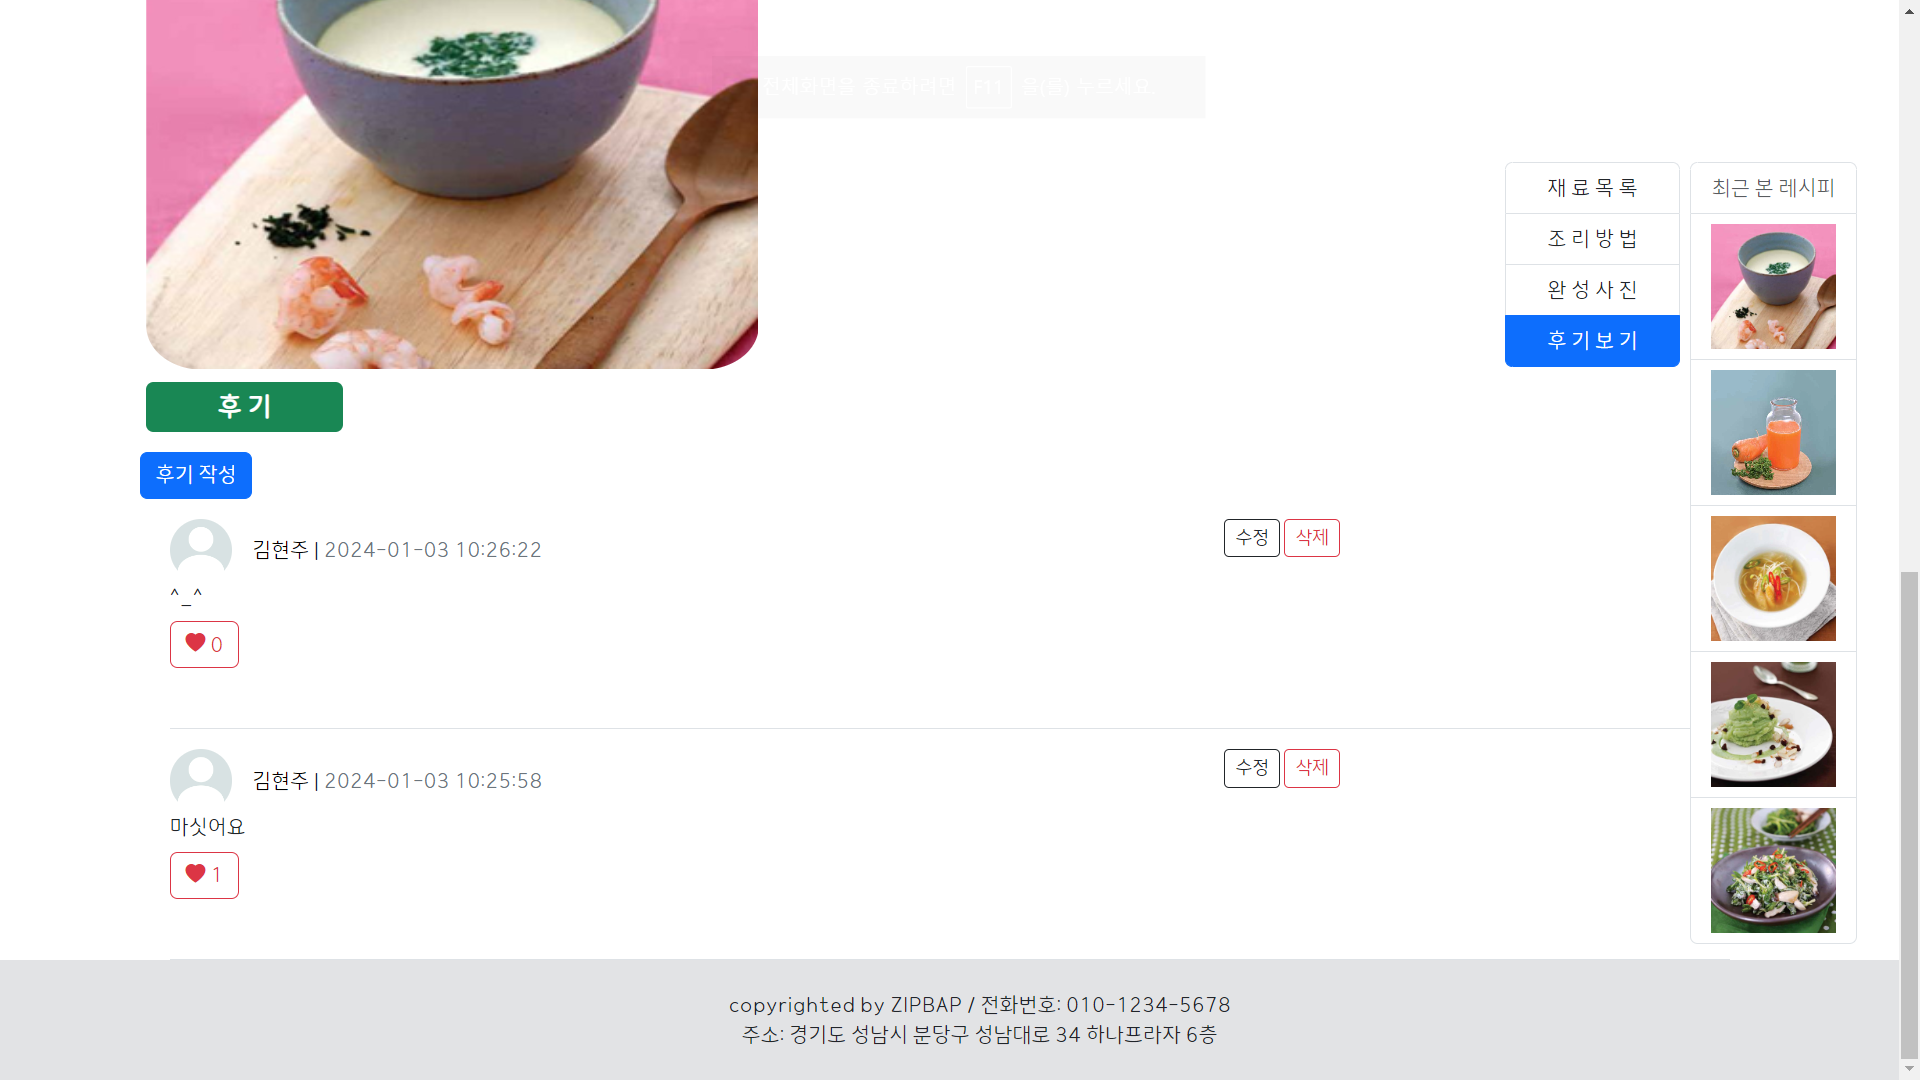 전체화면을 종료하려면 F11 을(를) 누르세요.
재 료 목 록
조 리 방 법
완 성 사 진
후 기 보 기
최근 본 레시피
후 기
후기 작성
김현주 | 2024-01-03 10:26:22
수정 삭제
^_^
0
김현주 | 2024-01-03 10:25:58
수정 삭제
마싯어요
1
copyrighted by ZIPBAP / 전화번호: 010-1234-5678
주소: 경기도 성남시 분당구 성남대로 34 하나프라자 6층